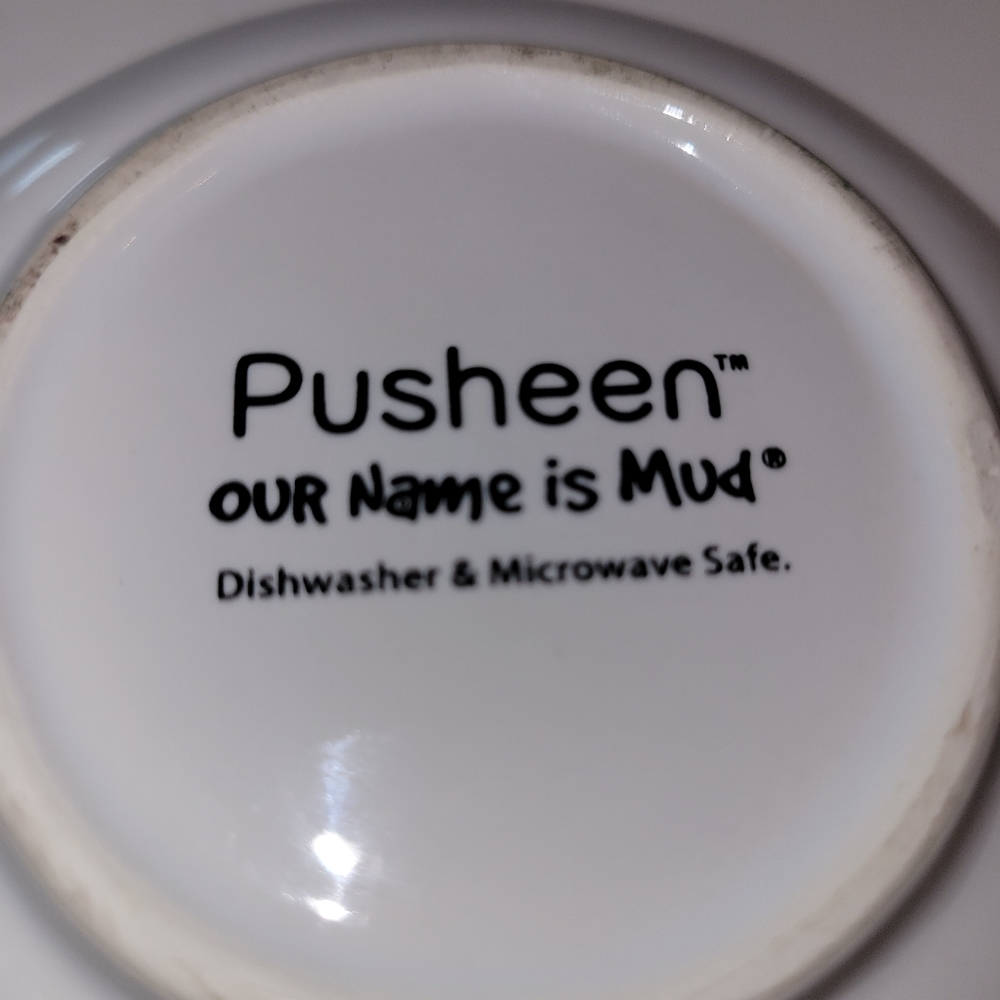 Pusheen™
OUR Name is Mud®
Dishwasher & Microwave Safe.